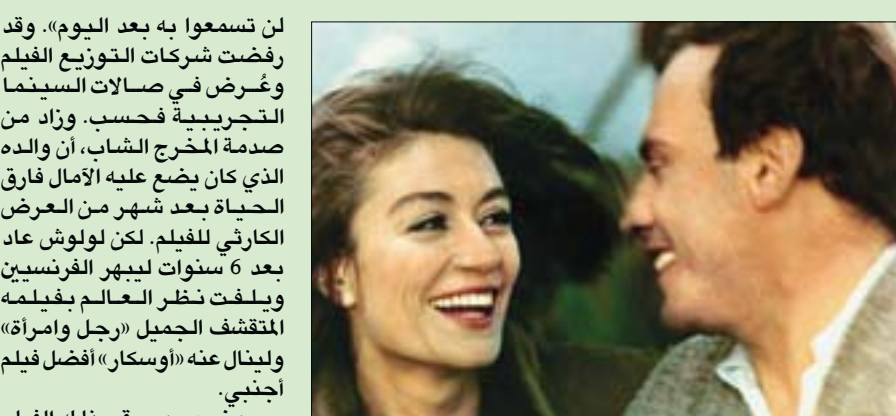 لن تسمعوا به بعد اليوم». وقد
رفضت شركات التوزيع الفيلم
وعُرض في صالات السينما
التجريبية فحسب. وزاد من
صدمة المخرج الشاب، أن والده
الذي كان يضع عليه الآمال فارق
الحياة بعد شهر من العرض
الكارثي للفيلم. لكن لولوش عاد
بعد 6 سنوات ليبهر الفرنسيين
ويلفت نظر العالم بفيلمه
المتقشف الجميل «رجل وامرأة»
ولينال عنه «أوسكار» أفضل فيلم
أجنبي.